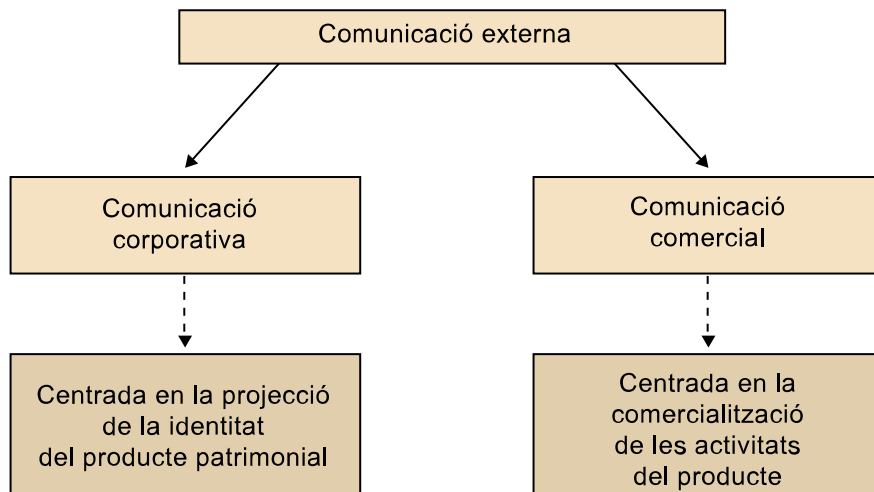 Comunicació externa
Comunicació
corporativa
Comunicació
comercial
Centrada en la projecció
de la identitat
del producte patrimonial
Centrada en la
comercialització
de les activitats
del producte